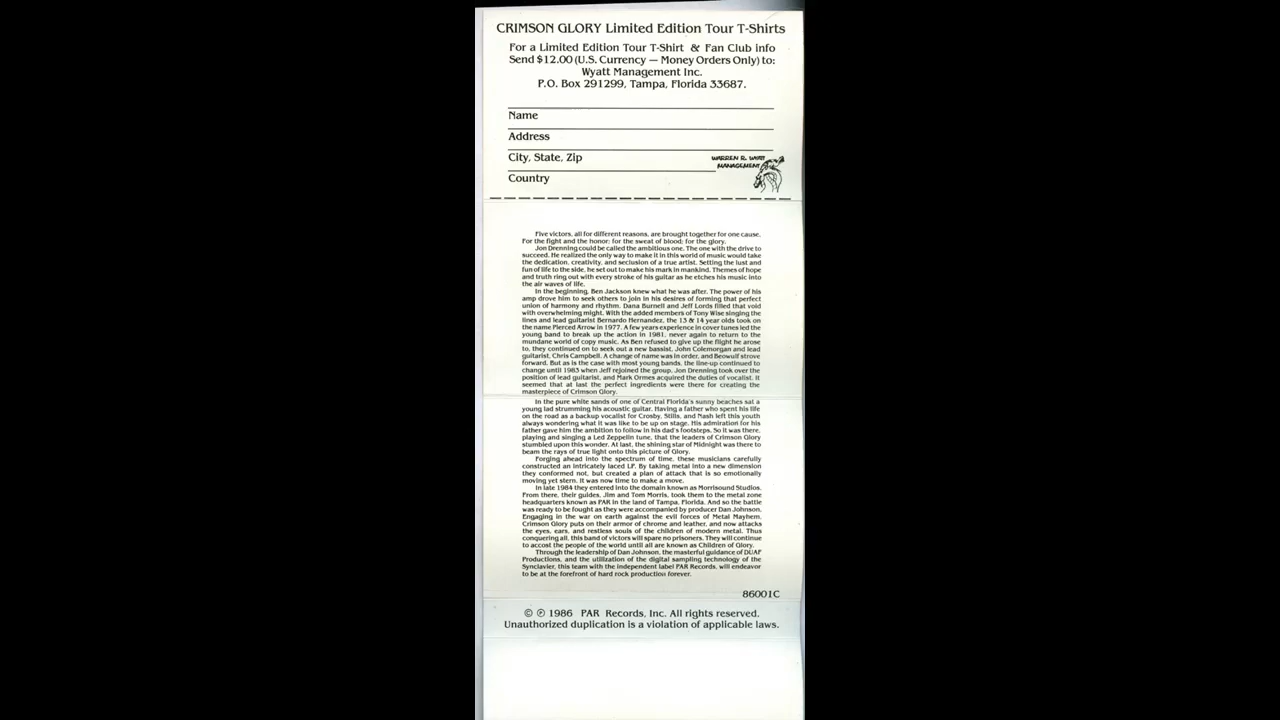 CRIMSON GLORY Limited Edition Tour T-Shirts
For a Limited Edition Tour T-Shirt & Fan Club info
Send $12.00 (U.S. Currency — Money Orders Only) to:
Wyatt Management Inc.
P.O. Box 291299, Tampa, Florida 33687.
Name
Address
City, State, Zip
WARREN R. WYATT
MANAGEMENT
Country
Five victors, all for different reasons, are brought together for one cause.
For the fight and the honor; for the sweat of blood; for the glory.
Jon Drenning could be called the ambitious one. The one with the drive to
succeed. He realized the only way to make it in this world of music would take
the dedication, creativity, and seclusion of a true artist. Setting the lust and
fun of life to the side, he set out to make his mark in mankind. Themes of hope
and truth ring out with every stroke of his guitar as he etches his music into
the air waves of life.
In the beginning, Ben Jackson knew what he was after. The power of his
amp drove him to seek others to join in his desires of forming that perfect
union of harmony and rhythm. Dana Burnell and Jeff Lords filled that void
with overwhelming might. With the added members of Tony Wise singing the
lines and lead guitarist Bernardo Hernandez, the 13 & 14 year olds took on
the name Pierced Arrow in 1977. A few years experience in cover tunes led the
young band to break up the action in 1981, never again to return to the
mundane world of copy music. As Ben refused to give up the flight he arose
to, they continued on to seek out a new bassist, John Colemorgan and lead
guitarist, Chris Campbell. A change of name was in order, and Beowulf strove
forward. But as is the case with most young bands, the line-up continued to
change until 1983 when Jeff rejoined the group, Jon Drenning took over the
position of lead guitarist, and Mark Ormes acquired the duties of vocalist. It
seemed that at last the perfect ingredients were there for creating the
masterpiece of Crimson Glory.
In the pure white sands of one of Central Florida's sunny beaches sat a
young lad strumming his acoustic guitar. Having a father who spent his life
on the road as a backup vocalist for Crosby, Stills, and Nash left this youth
always wondering what it was like to be up on stage. His admiration for his
father gave him the ambition to follow in his dad's footsteps. So it was there,
playing and singing a Led Zeppelin tune, that the leaders of Crimson Glory
stumbled upon this wonder. At last, the shining star of Midnight was there to
beam the rays of true light onto this picture of Glory.
Forging ahead into the spectrum of time, these musicians carefully
constructed an intricately laced LP. By taking metal into a new dimension
they conformed not, but created a plan of attack that is so emotionally
moving yet stern. It was now time to make a move.
In late 1984 they entered into the domain known as Morrisound Studios.
From there, their guides, Jim and Tom Morris, took them to the metal zone
headquarters known as PAR in the land of Tampa, Florida. And so the battle
was ready to be fought as they were accompanied by producer Dan Johnson.
Engaging in the war on earth against the evil forces of Metal Mayhem,
Crimson Glory puts on their armor of chrome and leather, and now attacks
the eyes, ears, and restless souls of the children of modern metal. Thus
conquering all, this band of victors will spare no prisoners. They will continue
to accost the people of the world until all are known as Children of Glory.
Through the leadership of Dan Johnson, the masterful guidance of DUAF
Productions, and the utilization of the digital sampling technology of the
Synclavier, this team with the independent label PAR Records, will endeavor
to be at the forefront of hard rock production forever.
86001C
© ℗ 1986 PAR Records, Inc. All rights reserved.
Unauthorized duplication is a violation of applicable laws.